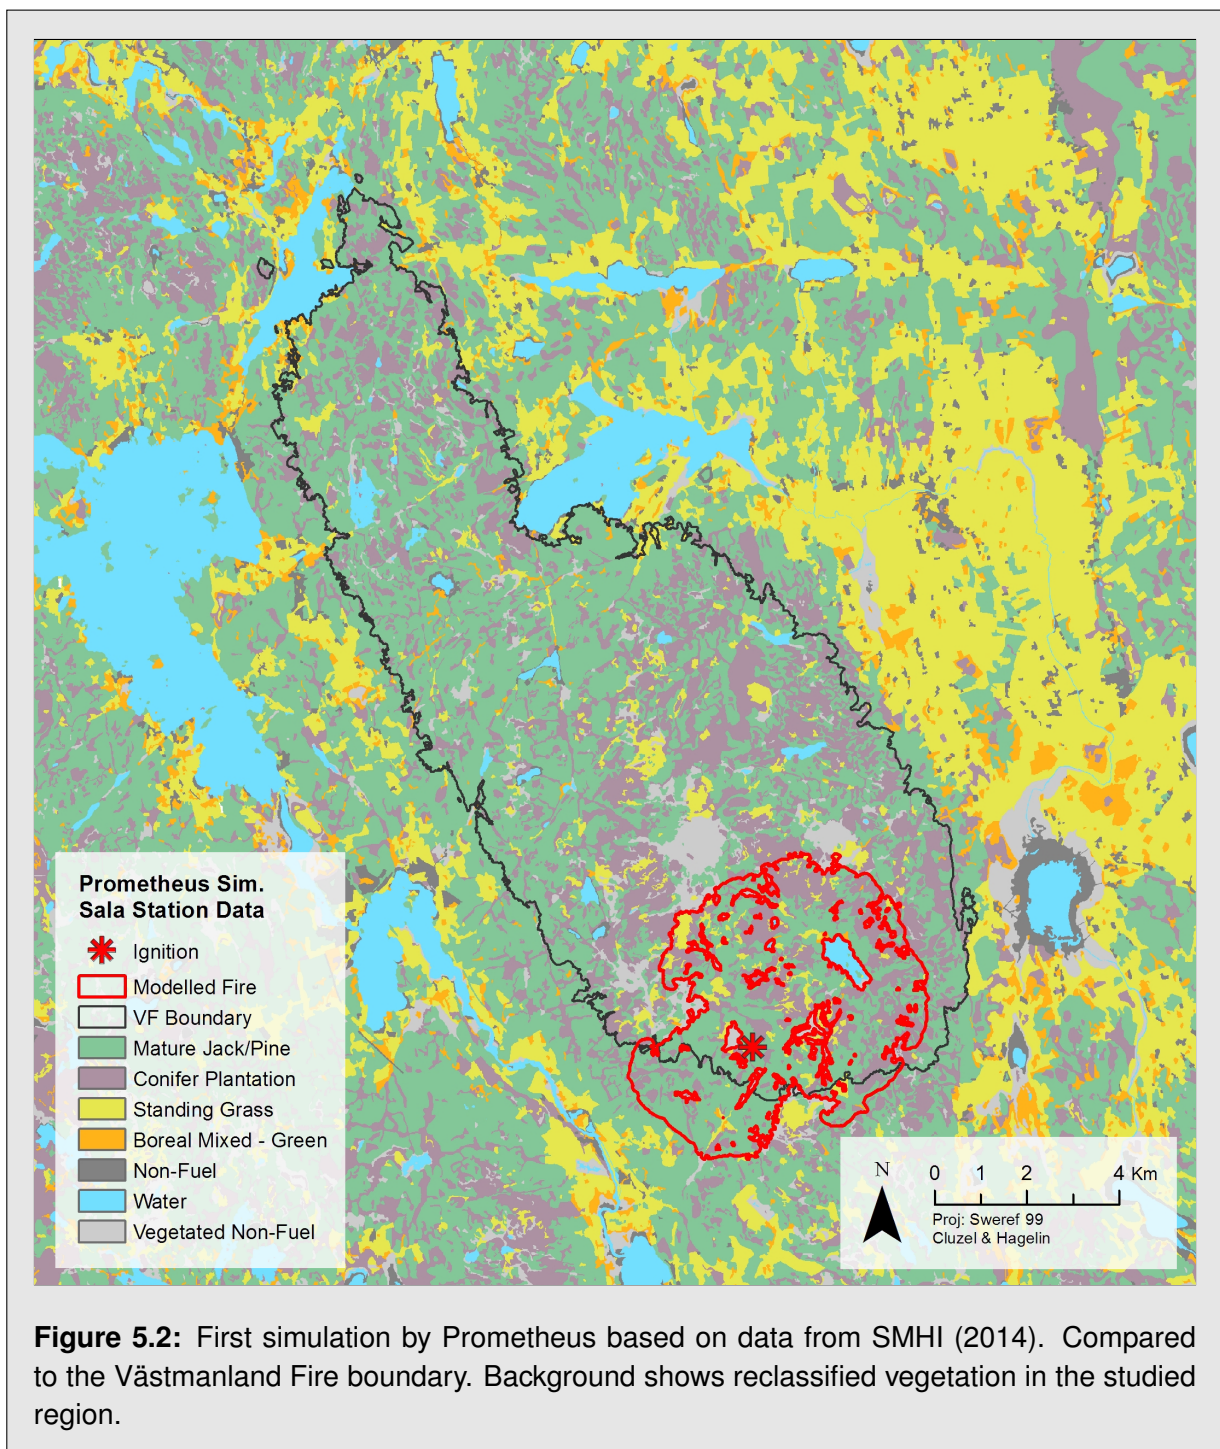 Prometheus Sim.
Sala Station Data
Ignition
Modelled Fire
VF Boundary
Mature Jack/Pine
Conifer Plantation
Standing Grass
Boreal Mixed - Green
Non-Fuel
Water
Vegetated Non-Fuel
N
0 1 2 4 Km
Proj: Sweref 99
Cluzel & Hagelin
Figure 5.2: First simulation by Prometheus based on data from SMHI (2014). Compared
to the Västmanland Fire boundary. Background shows reclassified vegetation in the studied
region.